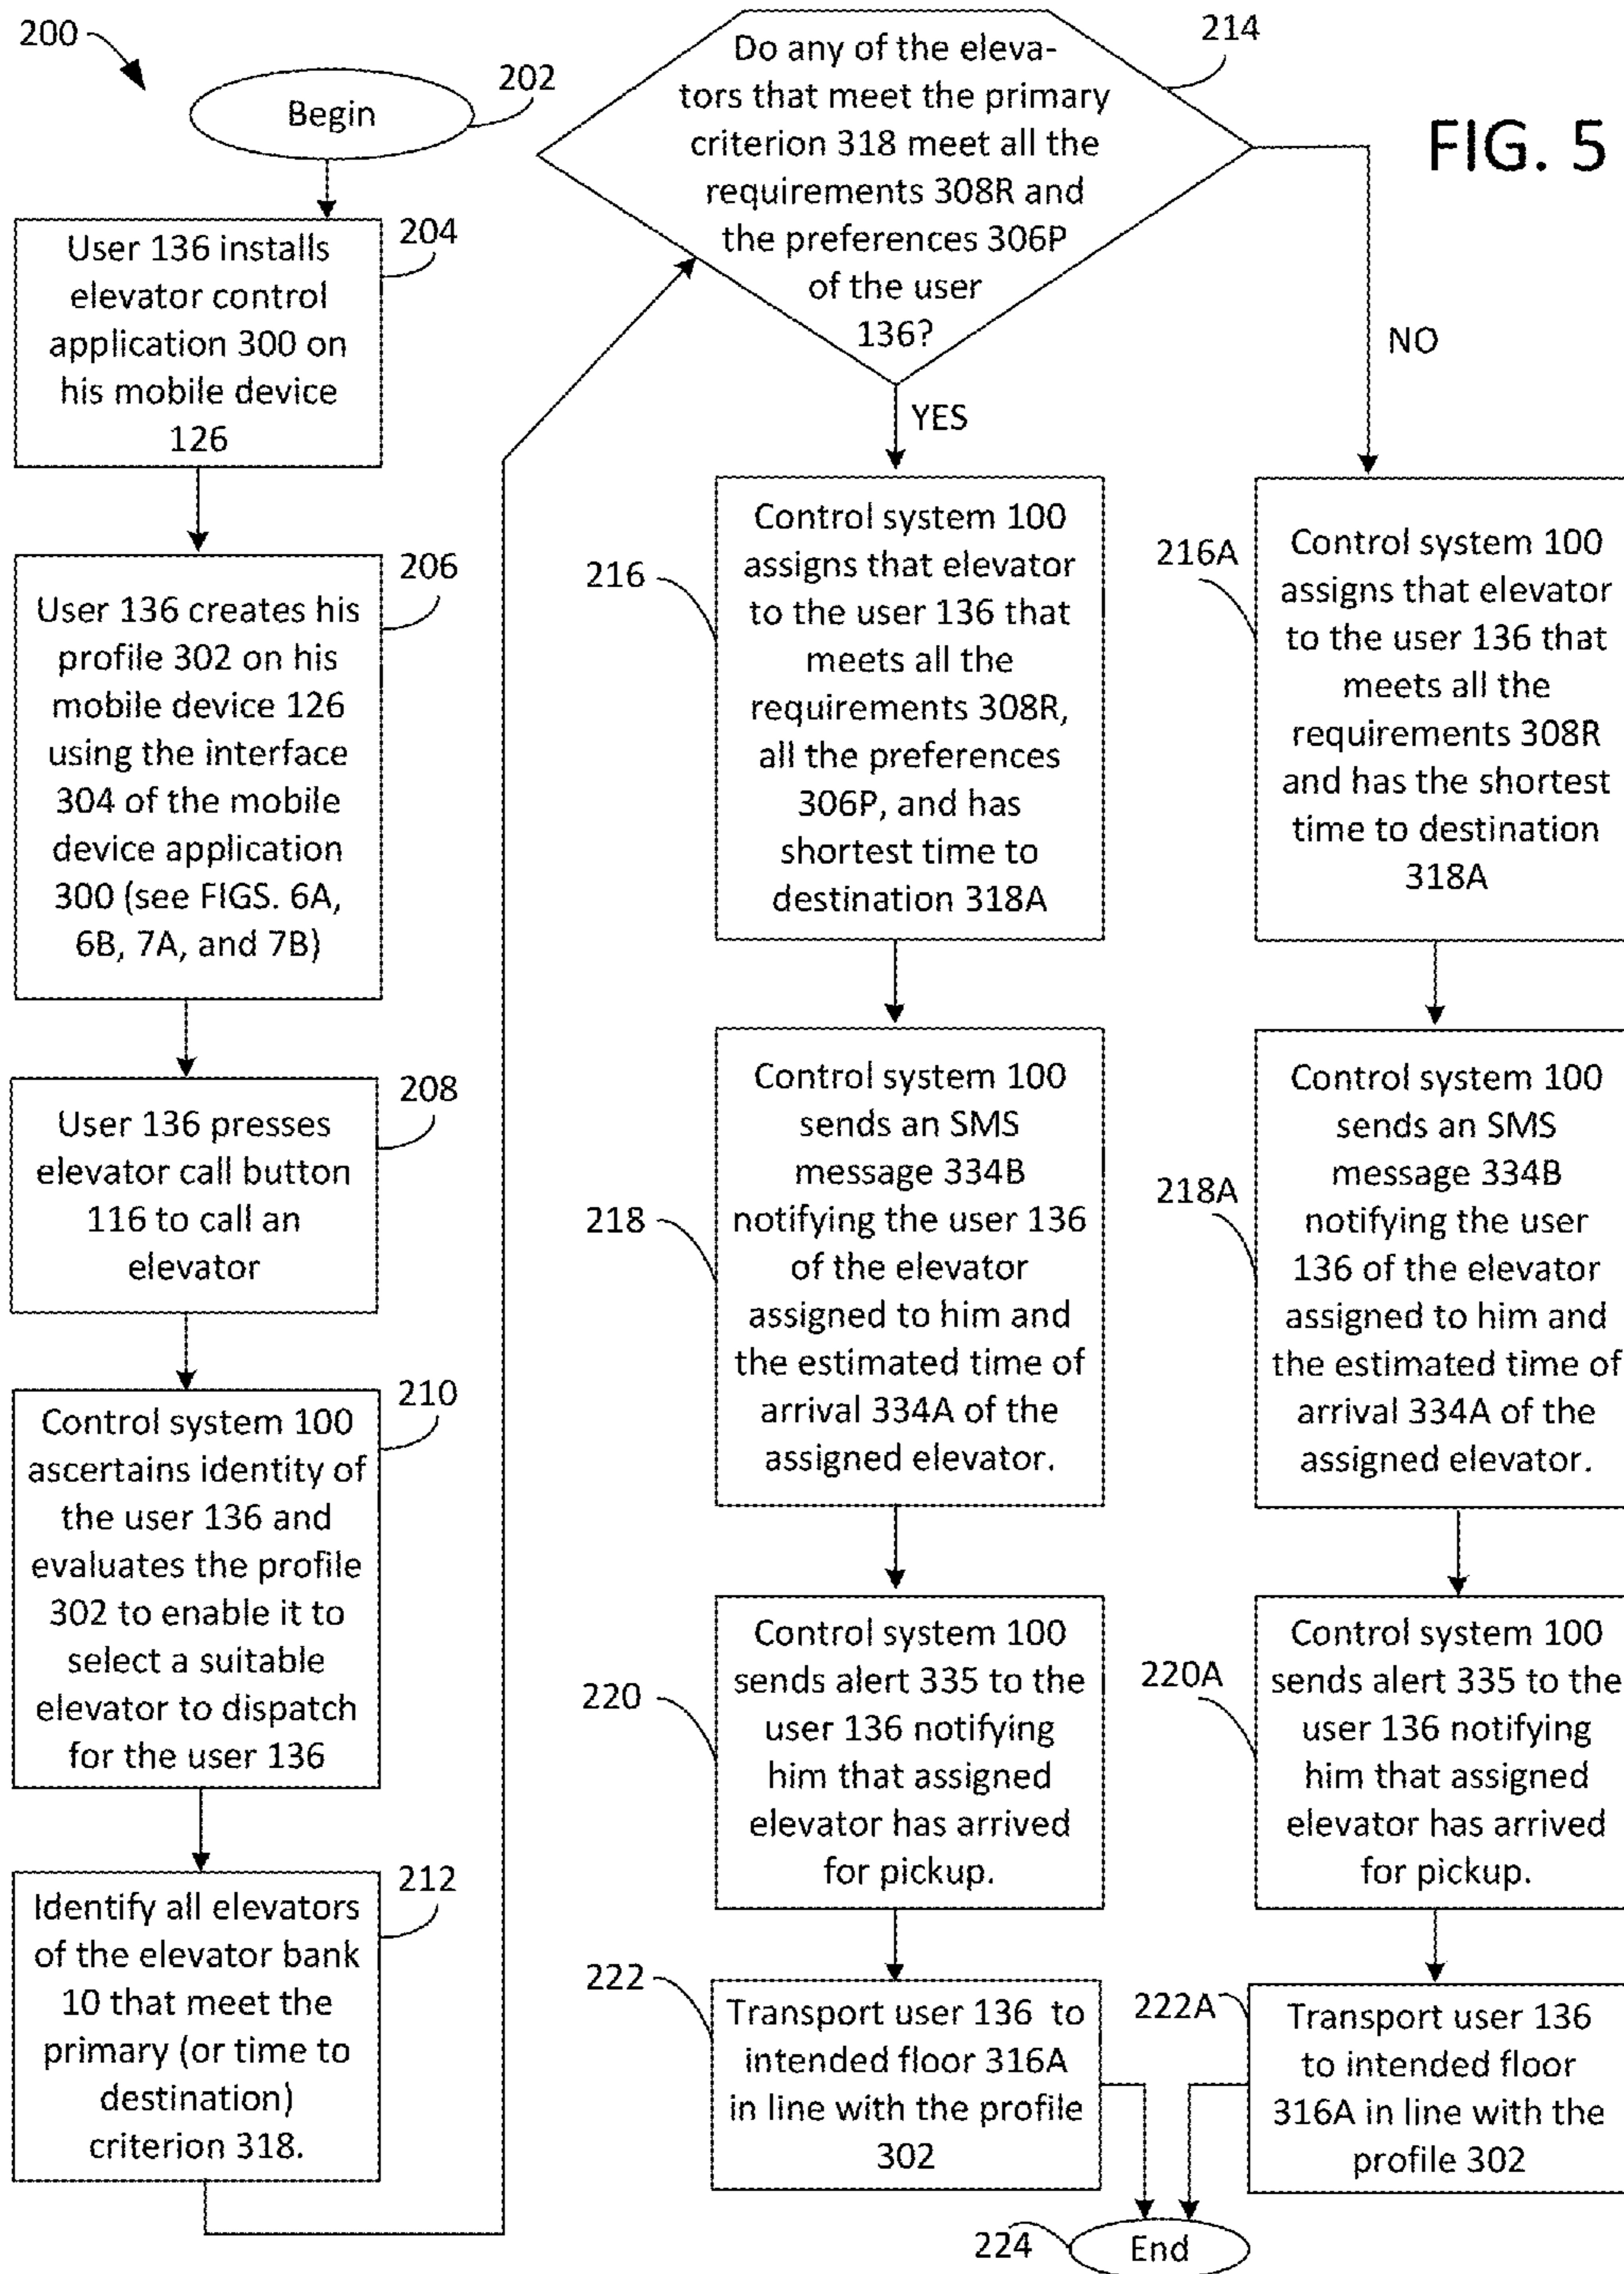 200
Begin
202
User 136 installs
elevator control
application 300 on
his mobile device
126
204
User 136 creates his
profile 302 on his
mobile device 126
using the interface
304 of the mobile
device application
300 (see FIGS. 6A,
6B, 7A, and 7B)
206
User 136 presses
elevator call button
116 to call an
elevator
208
Control system 100
ascertains identity of
the user 136 and
evaluates the profile
302 to enable it to
select a suitable
elevator to dispatch
for the user 136
210
Identify all elevators
of the elevator bank
10 that meet the
primary (or time to
destination)
criterion 318.
212
Do any of the eleva-
tors that meet the primary
criterion 318 meet all the
requirements 308R and
the preferences 306P
of the user
136?
214
FIG. 5
YES
NO
Control system 100
assigns that elevator
to the user 136 that
meets all the
requirements 308R,
all the preferences
306P, and has
shortest time to
destination 318A
216
Control system 100
sends an SMS
message 334B
notifying the user 136
of the elevator
assigned to him and
the estimated time of
arrival 334A of the
assigned elevator.
218
Control system 100
sends alert 335 to the
user 136 notifying
him that assigned
elevator has arrived
for pickup.
220
Transport user 136 to
intended floor 316A
in line with the profile
302
222
Control system 100
assigns that elevator
to the user 136 that
meets all the
requirements 308R
and has the shortest
time to destination
318A
216A
Control system 100
sends an SMS
message 334B
notifying the user
136 of the elevator
assigned to him and
the estimated time of
arrival 334A of the
assigned elevator.
218A
Control system 100
sends alert 335 to the
user 136 notifying
him that assigned
elevator has arrived
for pickup.
220A
Transport user 136
to intended floor
316A in line with the
profile 302
222A
224
End